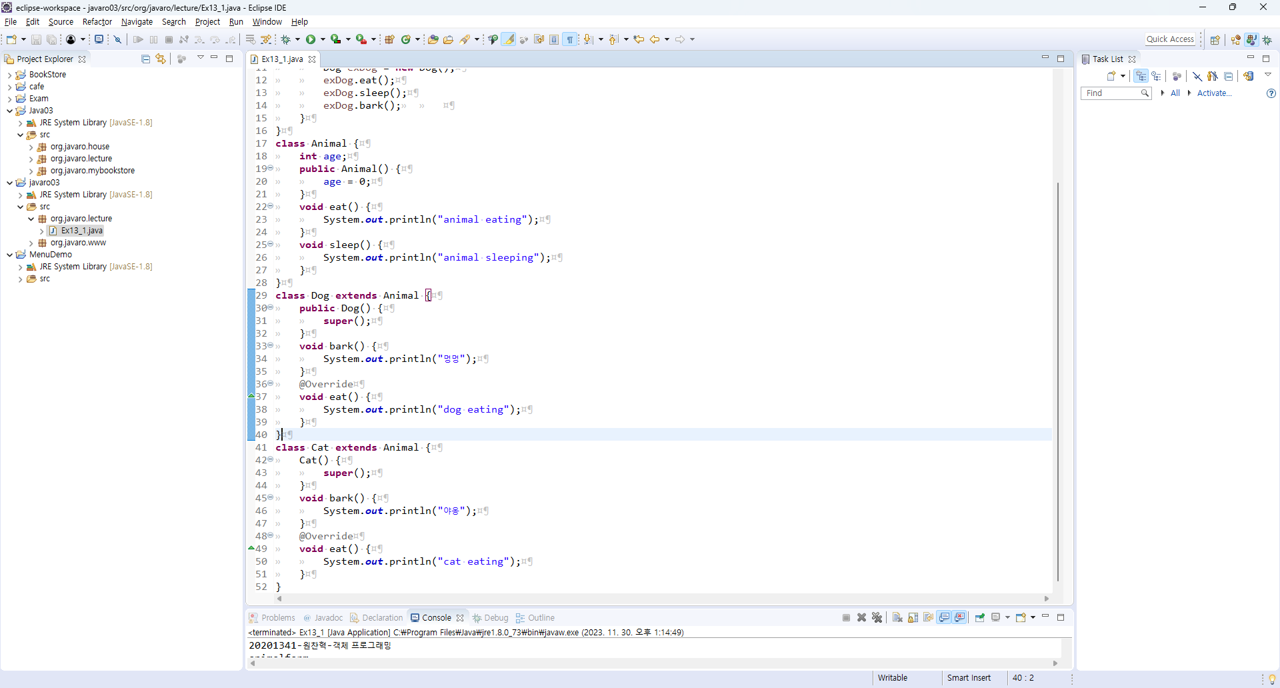 eclipse-workspace - javaro03/src/org/javaro/lecture/Ex13_1.java - Eclipse IDE
File Edit Source Refactor Navigate Search Project Run Window Help
Quick Access
Project Explorer
BookStore
cafe
Exam
Java03
JRE System Library [JavaSE-1.8]
src
org.javaro.house
org.javaro.lecture
org.javaro.mybookstore
javaro03
JRE System Library [JavaSE-1.8]
src
org.javaro.lecture
Ex13_1.java
org.javaro.www
MenuDemo
JRE System Library [JavaSE-1.8]
src
Ex13_1.java
11 Dog exDog = new Dog();
12 exDog.eat();
13 exDog.sleep();
14 exDog.bark();
15 }
16 }
17 class Animal {
18 int age;
19 public Animal() {
20 age = 0;
21 }
22 void eat() {
23 System.out.println("animal eating");
24 }
25 void sleep() {
26 System.out.println("animal sleeping");
27 }
28 }
29 class Dog extends Animal {
30 public Dog() {
31 super();
32 }
33 void bark() {
34 System.out.println("멍멍");
35 }
36 @Override
37 void eat() {
38 System.out.println("dog eating");
39 }
40 }
41 class Cat extends Animal {
42 Cat() {
43 super();
44 }
45 void bark() {
46 System.out.println("야옹");
47 }
48 @Override
49 void eat() {
50 System.out.println("cat eating");
51 }
52 }
Task List
Find All Activate...
Problems Javadoc Declaration Console Debug Outline
<terminated> Ex13_1 [Java Application] C:₩Program Files₩Java₩jre1.8.0_73₩bin₩javaw.exe (2023. 11. 30. 오후 1:14:49)
20201341-원찬혁-객체 프로그래밍
Writable Smart Insert 40 : 2